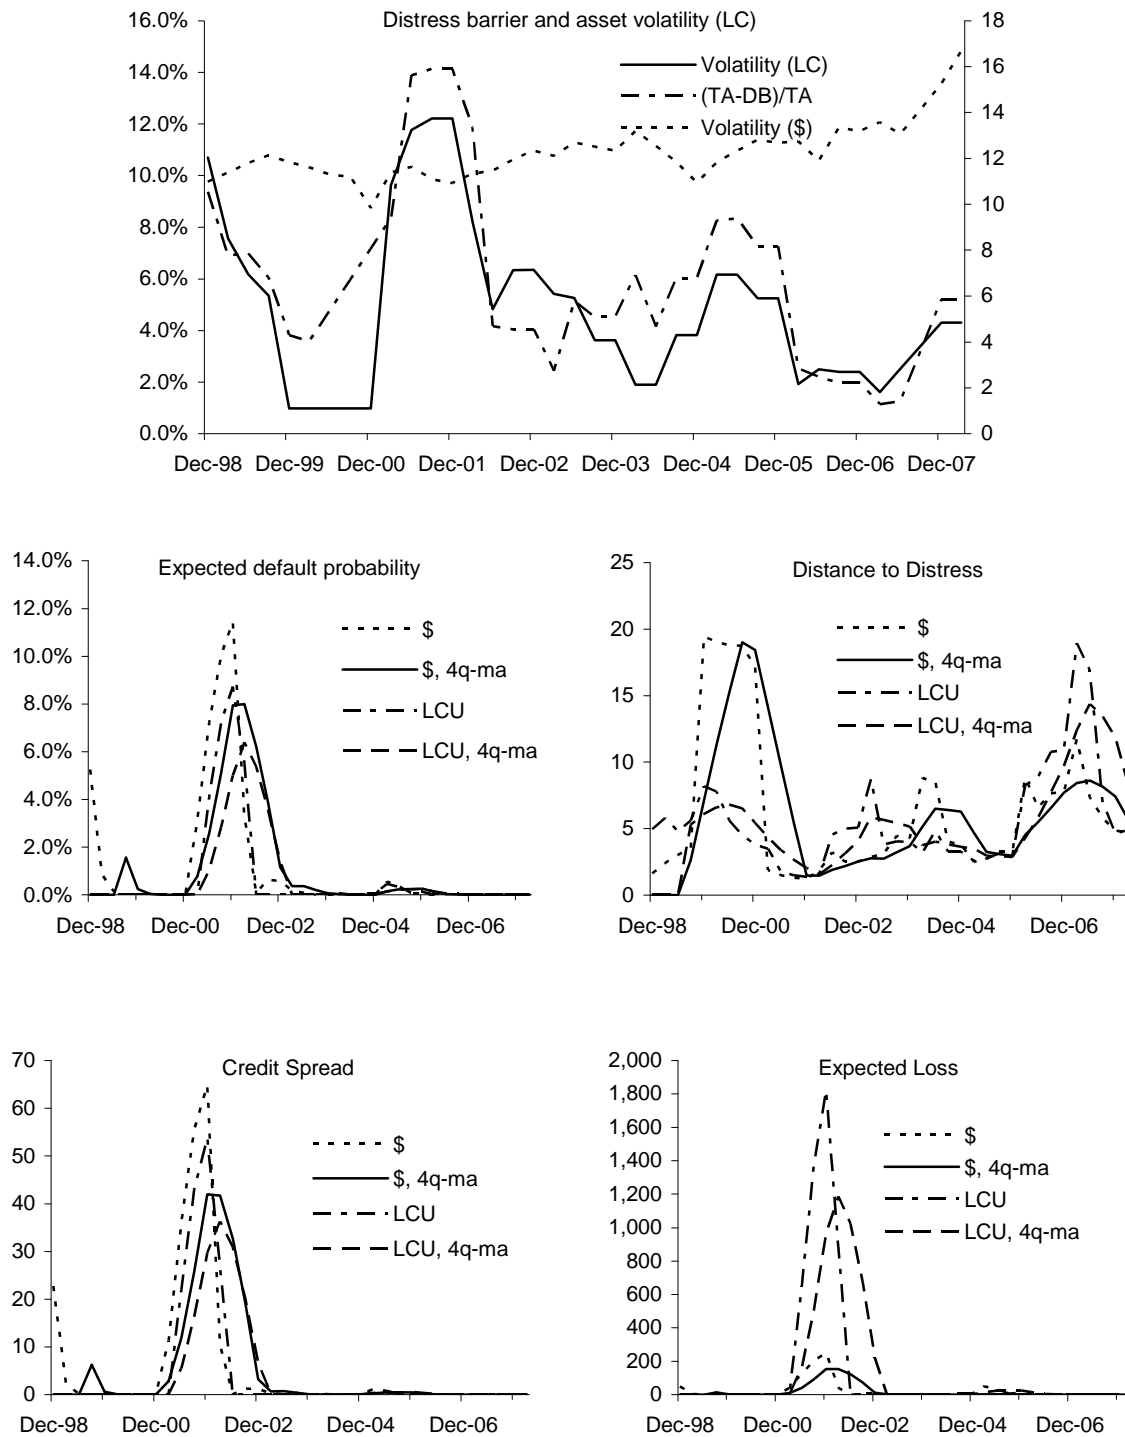 Distress barrier and asset volatility (LC)
Volatility (LC)
(TA-DB)/TA
Volatility ($)
16.0%
14.0%
12.0%
10.0%
8.0%
6.0%
4.0%
2.0%
0.0%
18
16
14
12
10
8
6
4
2
0
Dec-98 Dec-99 Dec-00 Dec-01 Dec-02 Dec-03 Dec-04 Dec-05 Dec-06 Dec-07
Expected default probability
$
$, 4q-ma
LCU
LCU, 4q-ma
14.0%
12.0%
10.0%
8.0%
6.0%
4.0%
2.0%
0.0%
Dec-98 Dec-00 Dec-02 Dec-04 Dec-06
Distance to Distress
$
$, 4q-ma
LCU
LCU, 4q-ma
25
20
15
10
5
0
Dec-98 Dec-00 Dec-02 Dec-04 Dec-06
Credit Spread
$
$, 4q-ma
LCU
LCU, 4q-ma
70
60
50
40
30
20
10
0
Dec-98 Dec-00 Dec-02 Dec-04 Dec-06
Expected Loss
$
$, 4q-ma
LCU
LCU, 4q-ma
2,000
1,800
1,600
1,400
1,200
1,000
800
600
400
200
0
Dec-98 Dec-00 Dec-02 Dec-04 Dec-06